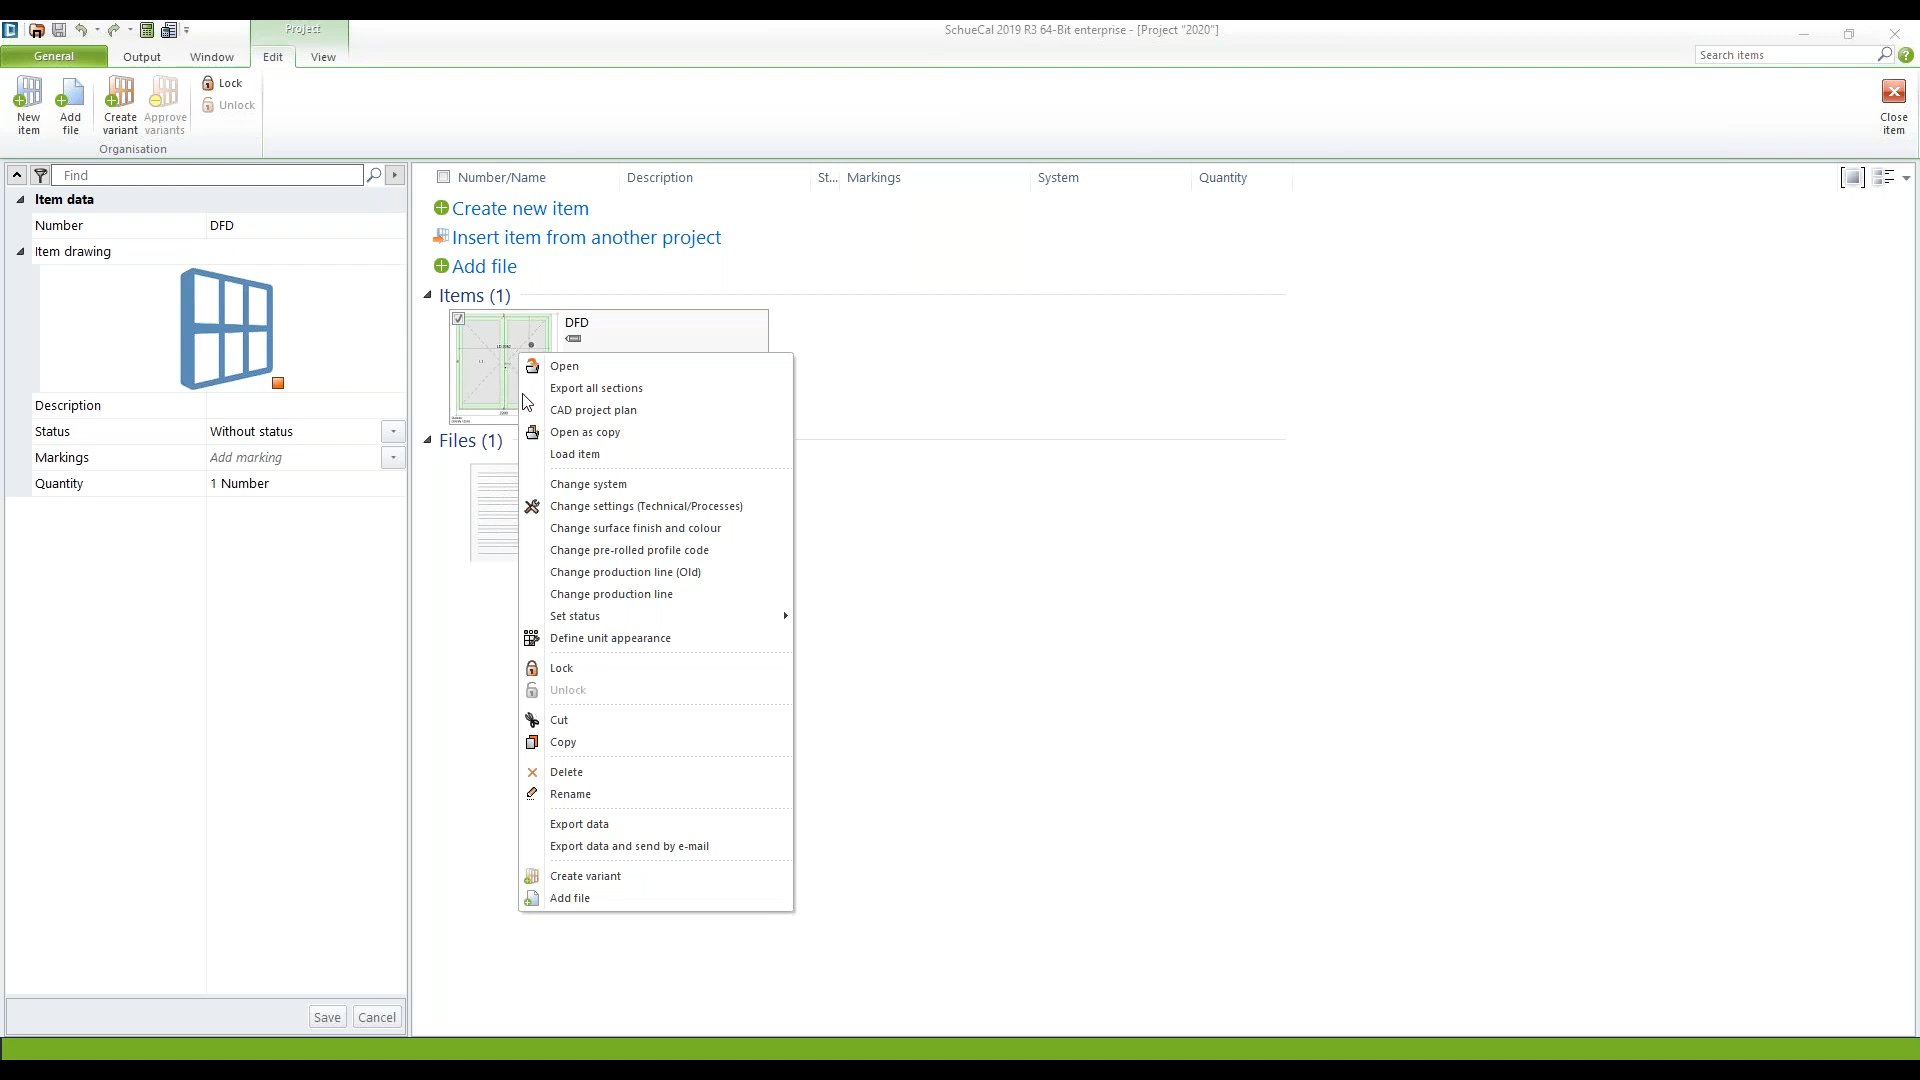 Project
SchueCal 2019 R3 64-Bit enterprise - [Project "2020"]
General
Output
Window
Edit
View
Search items
New item
Add file
Create variant
Approve variants
Lock
Unlock
Organisation
Close item
Find
Item data
Number DFD
Item drawing
Description
Status Without status
Markings Add marking
Quantity 1 Number
Save Cancel
Number/Name Description St... Markings System Quantity
Create new item
Insert item from another project
Add file
Items (1)
DFD
Files (1)
Open
Export all sections
CAD project plan
Open as copy
Load item
Change system
Change settings (Technical/Processes)
Change surface finish and colour
Change pre-rolled profile code
Change production line (Old)
Change production line
Set status
Define unit appearance
Lock
Unlock
Cut
Copy
Delete
Rename
Export data
Export data and send by e-mail
Create variant
Add file